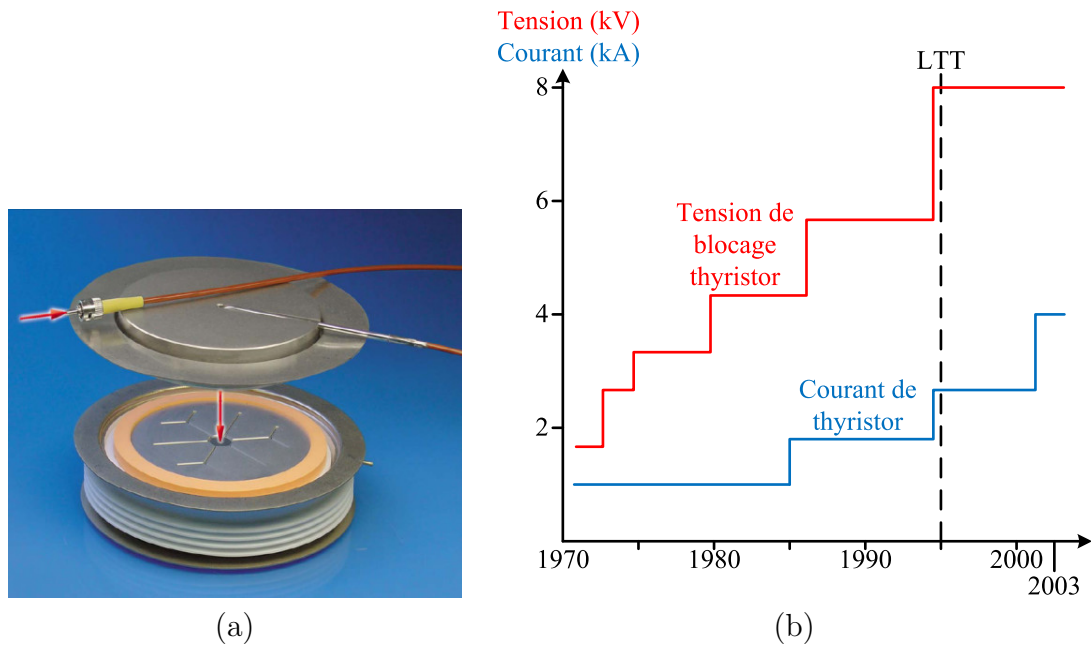 Tension (kV)
Courant (kA)
LTT
8
6
Tension de
blocage
thyristor
4
Courant de
thyristor
2
1970
1980
1990
2000
2003
(a)
(b)